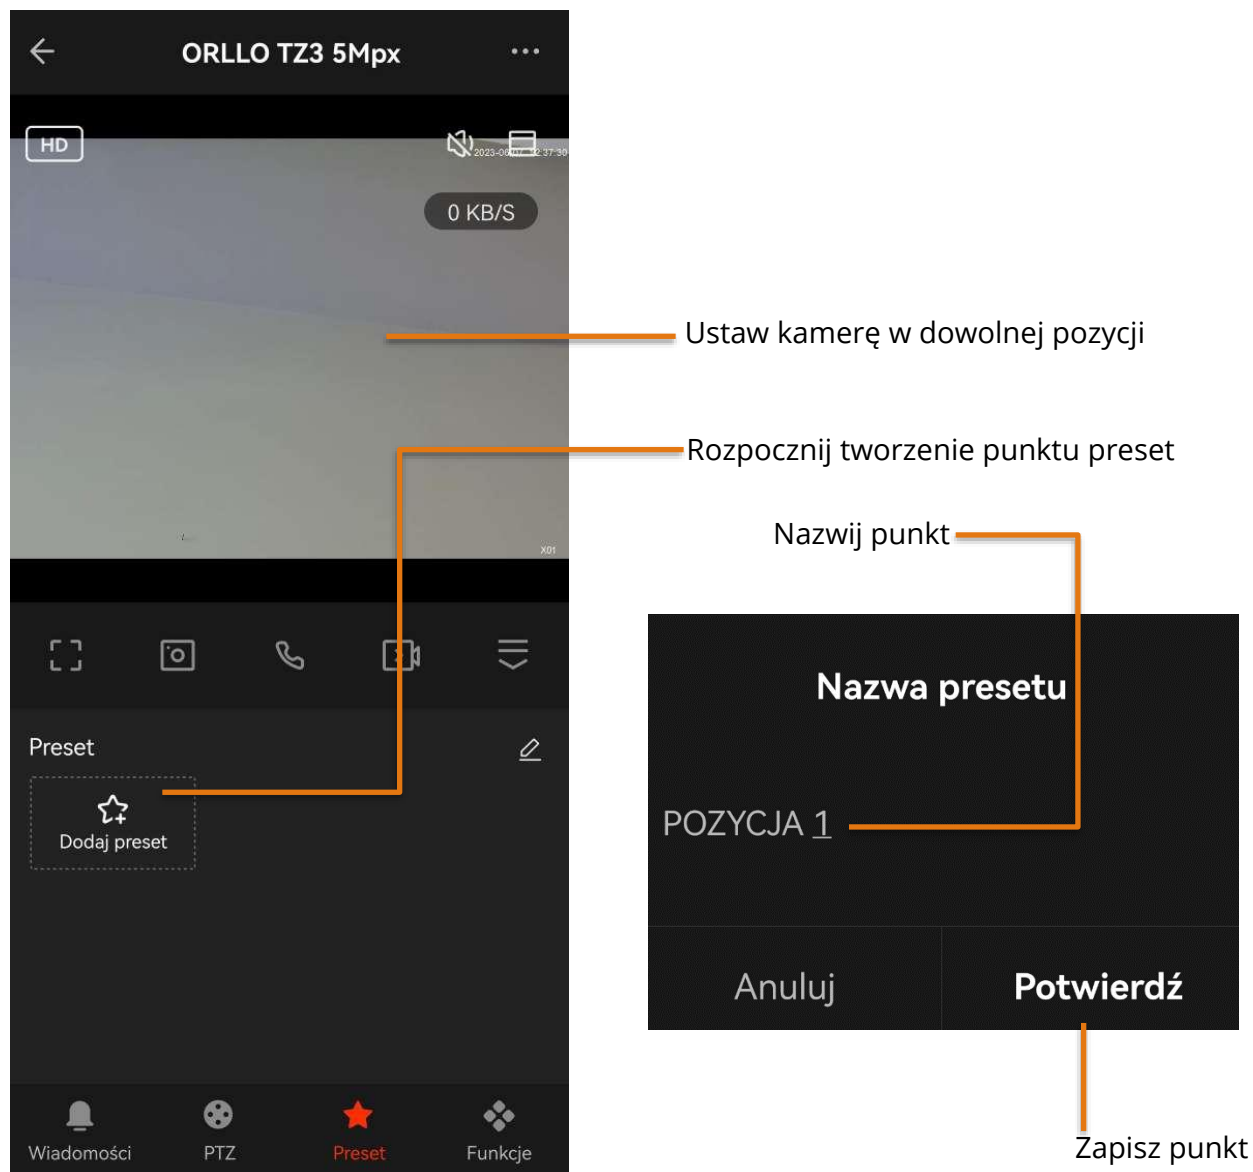 ORLLO TZ3 5Mpx
HD
0 KB/S
Ustaw kamerę w dowolnej pozycji
Rozpocznij tworzenie punktu preset
Nazwij punkt
X01
Nazwa presetu
Preset
POZYCJA 1
Dodaj preset
Anuluj
Potwierdź
Wiadomości
PTZ
Preset
Funkcje
Zapisz punkt